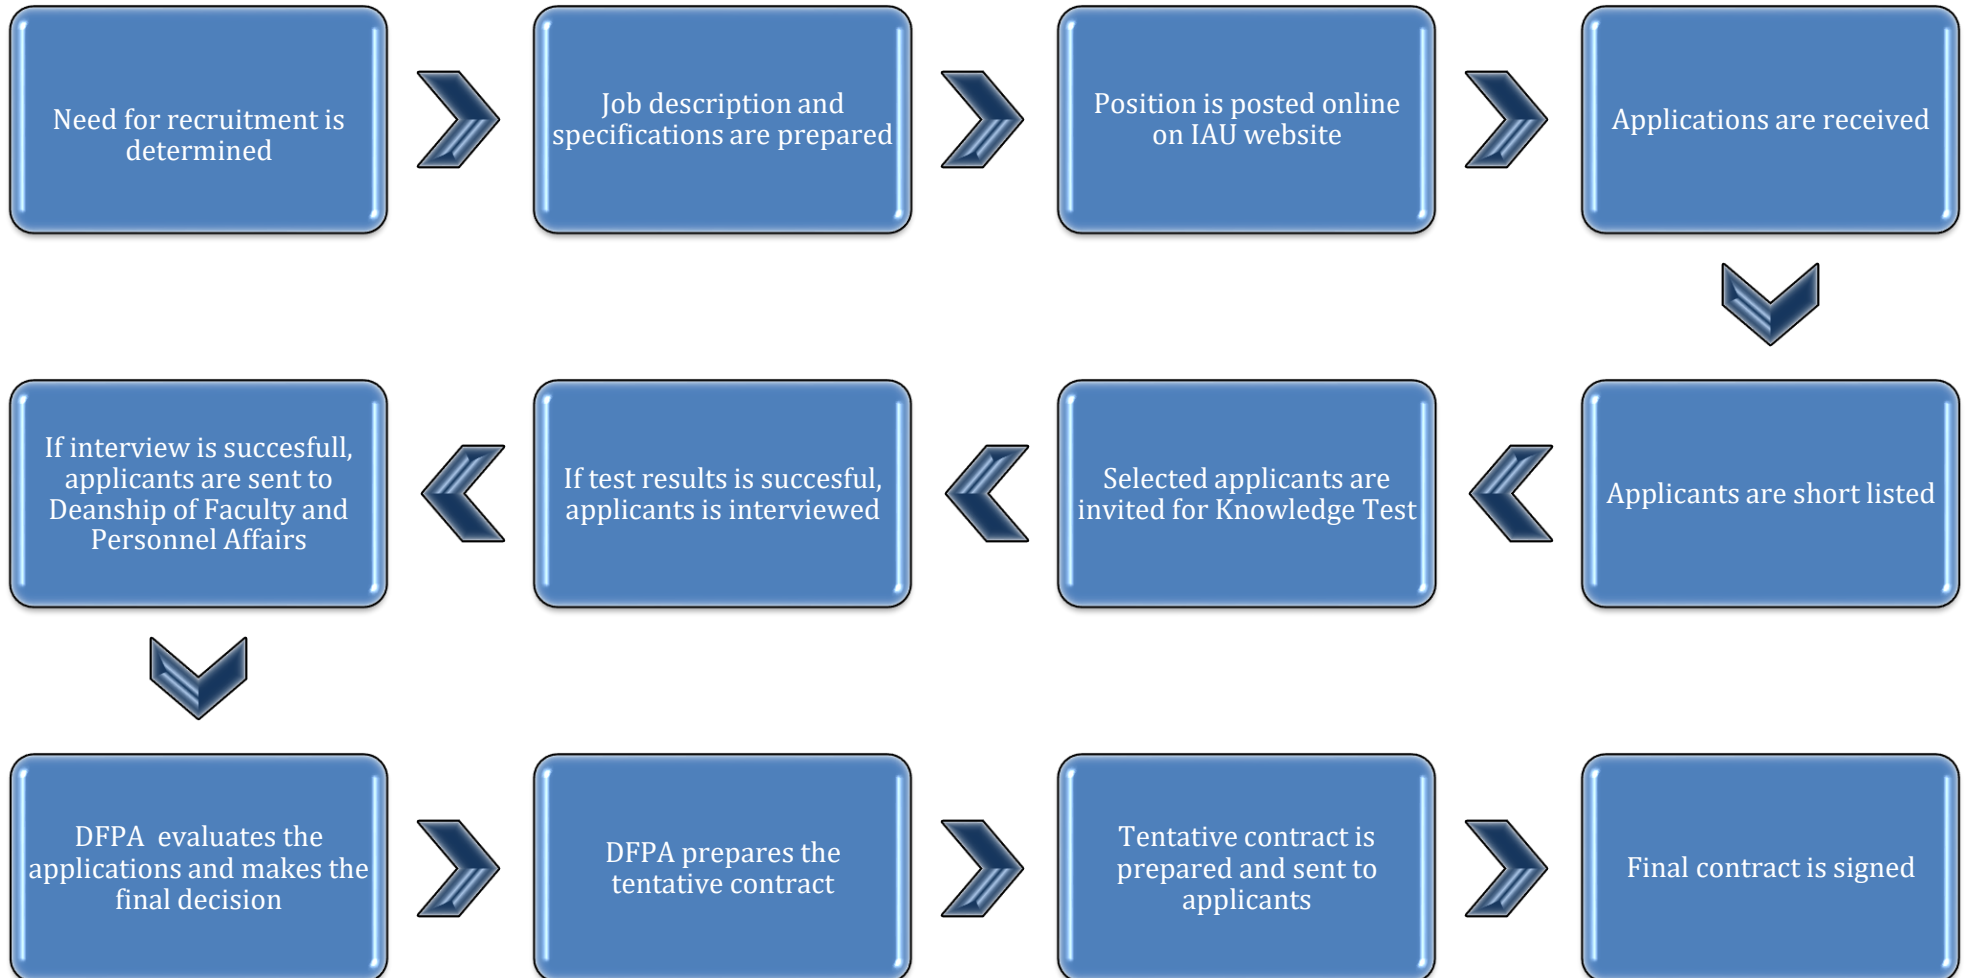 Need for recruitment is
determined
Job description and
specifications are prepared
Position is posted online
on IAU website
Applications are received
Applicants are short listed
Selected applicants are
invited for Knowledge Test
If test results is succesful,
applicants is interviewed
If interview is succesfull,
applicants are sent to
Deanship of Faculty and
Personnel Affairs
DFPA evaluates the
applications and makes the
final decision
DFPA prepares the
tentative contract
Tentative contract is
prepared and sent to
applicants
Final contract is signed